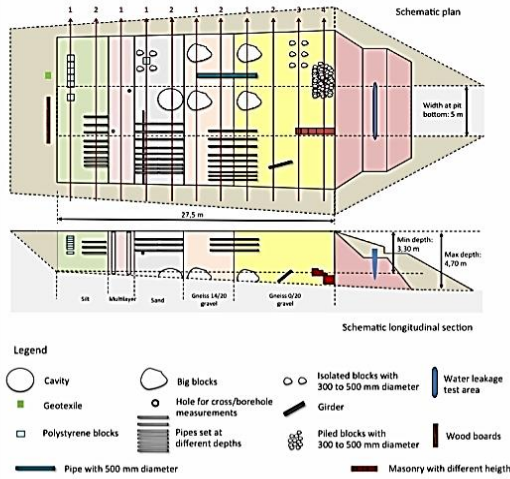 1 2 1 1 2 1 2 1 2 3 4
Schematic plan
Width at pit
bottom: 5 m
27,5 m
Min depth:
3,30 m
Max depth:
4,70 m
Silt
Multilayer
Sand
Gneiss 14/20
gravel
Gneiss 0/20
gravel
Schematic longitudinal section
Legend
Cavity
Big blocks
Isolated blocks with
300 to 500 mm diameter
Water leakage
test area
Geotexile
Hole for cross/borehole
measurements
Girder
Polystyrene blocks
Pipes set at
different depths
Piled blocks with
300 to 500 mm diameter
Wood boards
Pipe with 500 mm diameter
Masonry with different heigth